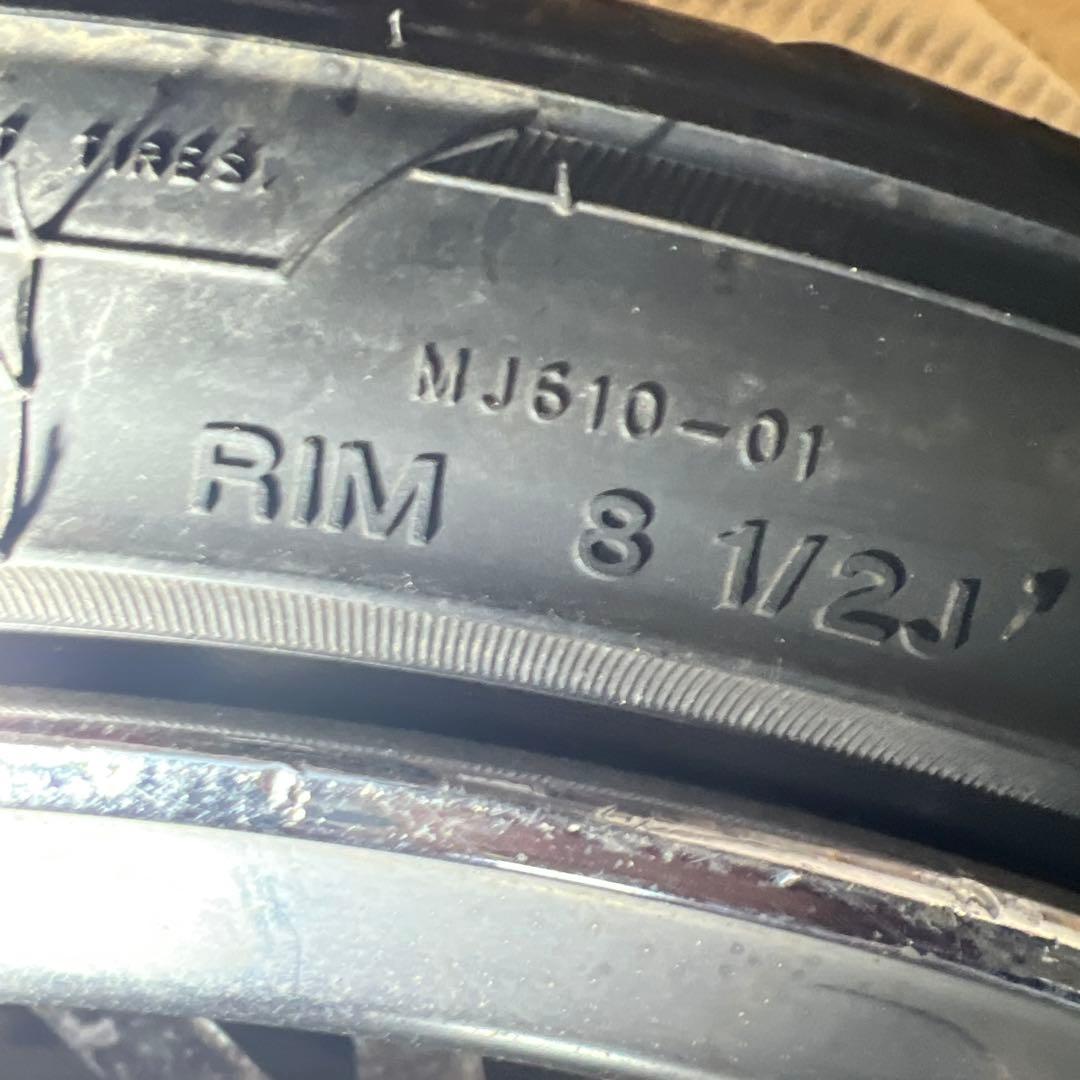 TIRES.
MJ610-01
RIM 8 1/2J